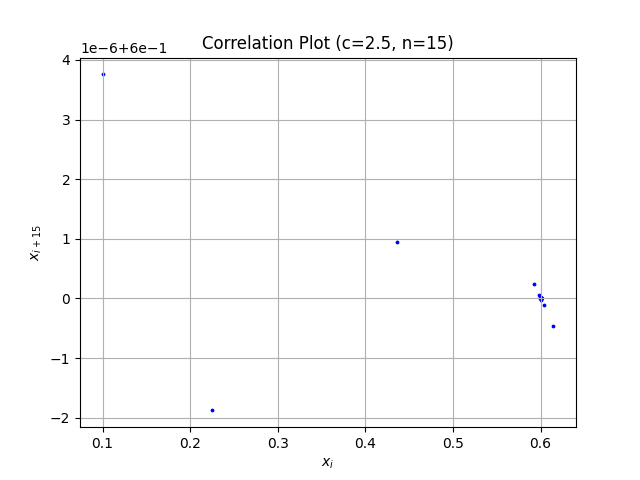 Correlation Plot (c=2.5, n=15)
1e−6+6e−1
4
3
2
1
0
−1
−2
x_{i+15}
0.1 0.2 0.3 0.4 0.5 0.6
x_i